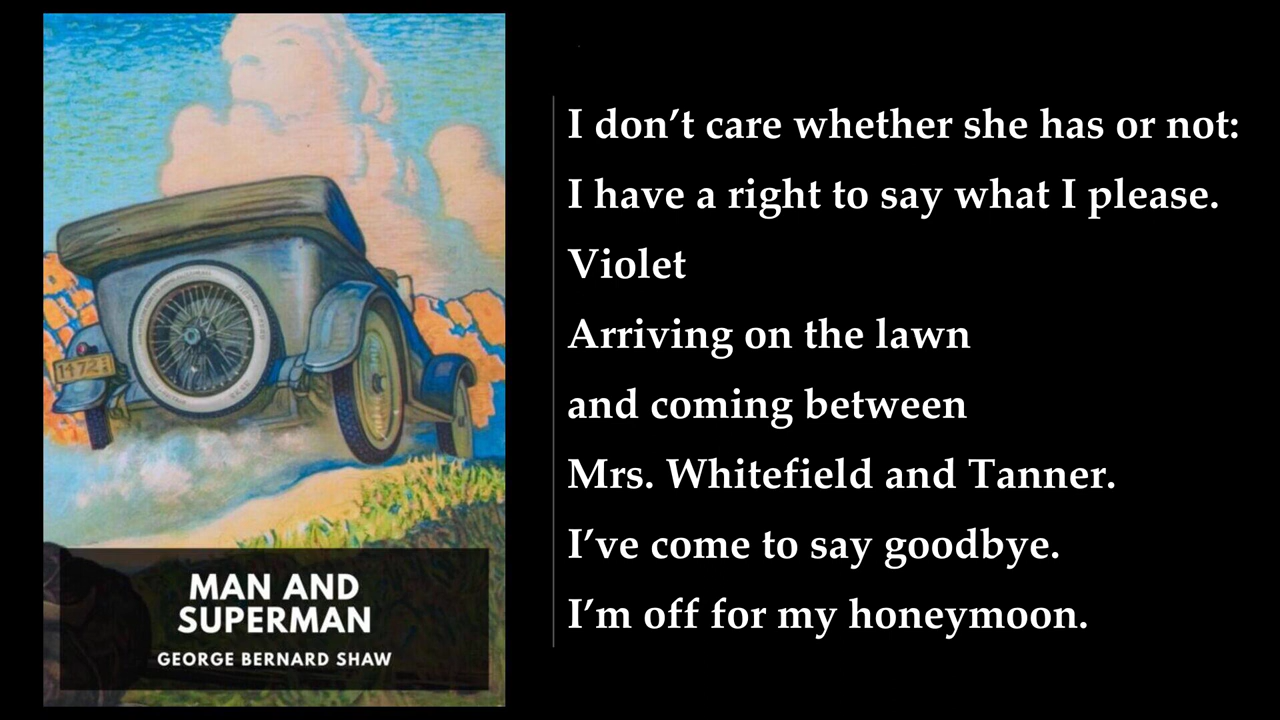 1472
MAN AND
SUPERMAN
GEORGE BERNARD SHAW
I don’t care whether she has or not:
I have a right to say what I please.
Violet
Arriving on the lawn
and coming between
Mrs. Whitefield and Tanner.
I’ve come to say goodbye.
I’m off for my honeymoon.